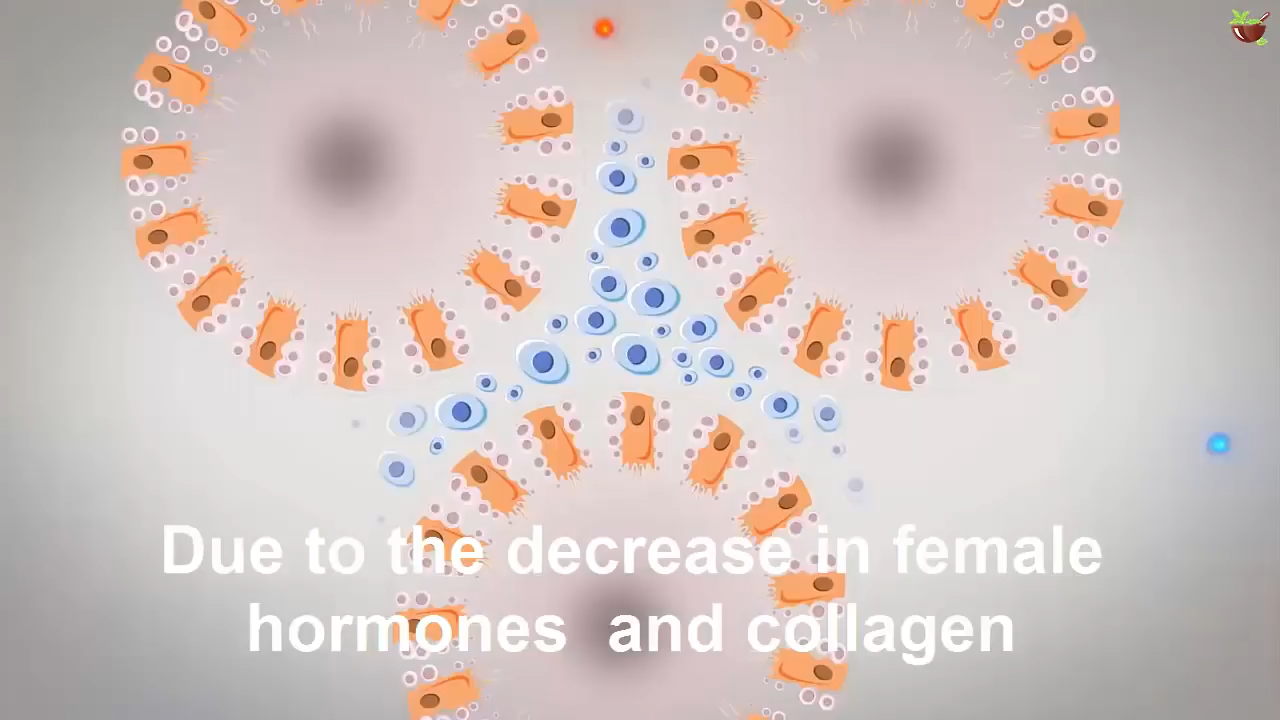 Due to the decrease in female
hormones and collagen